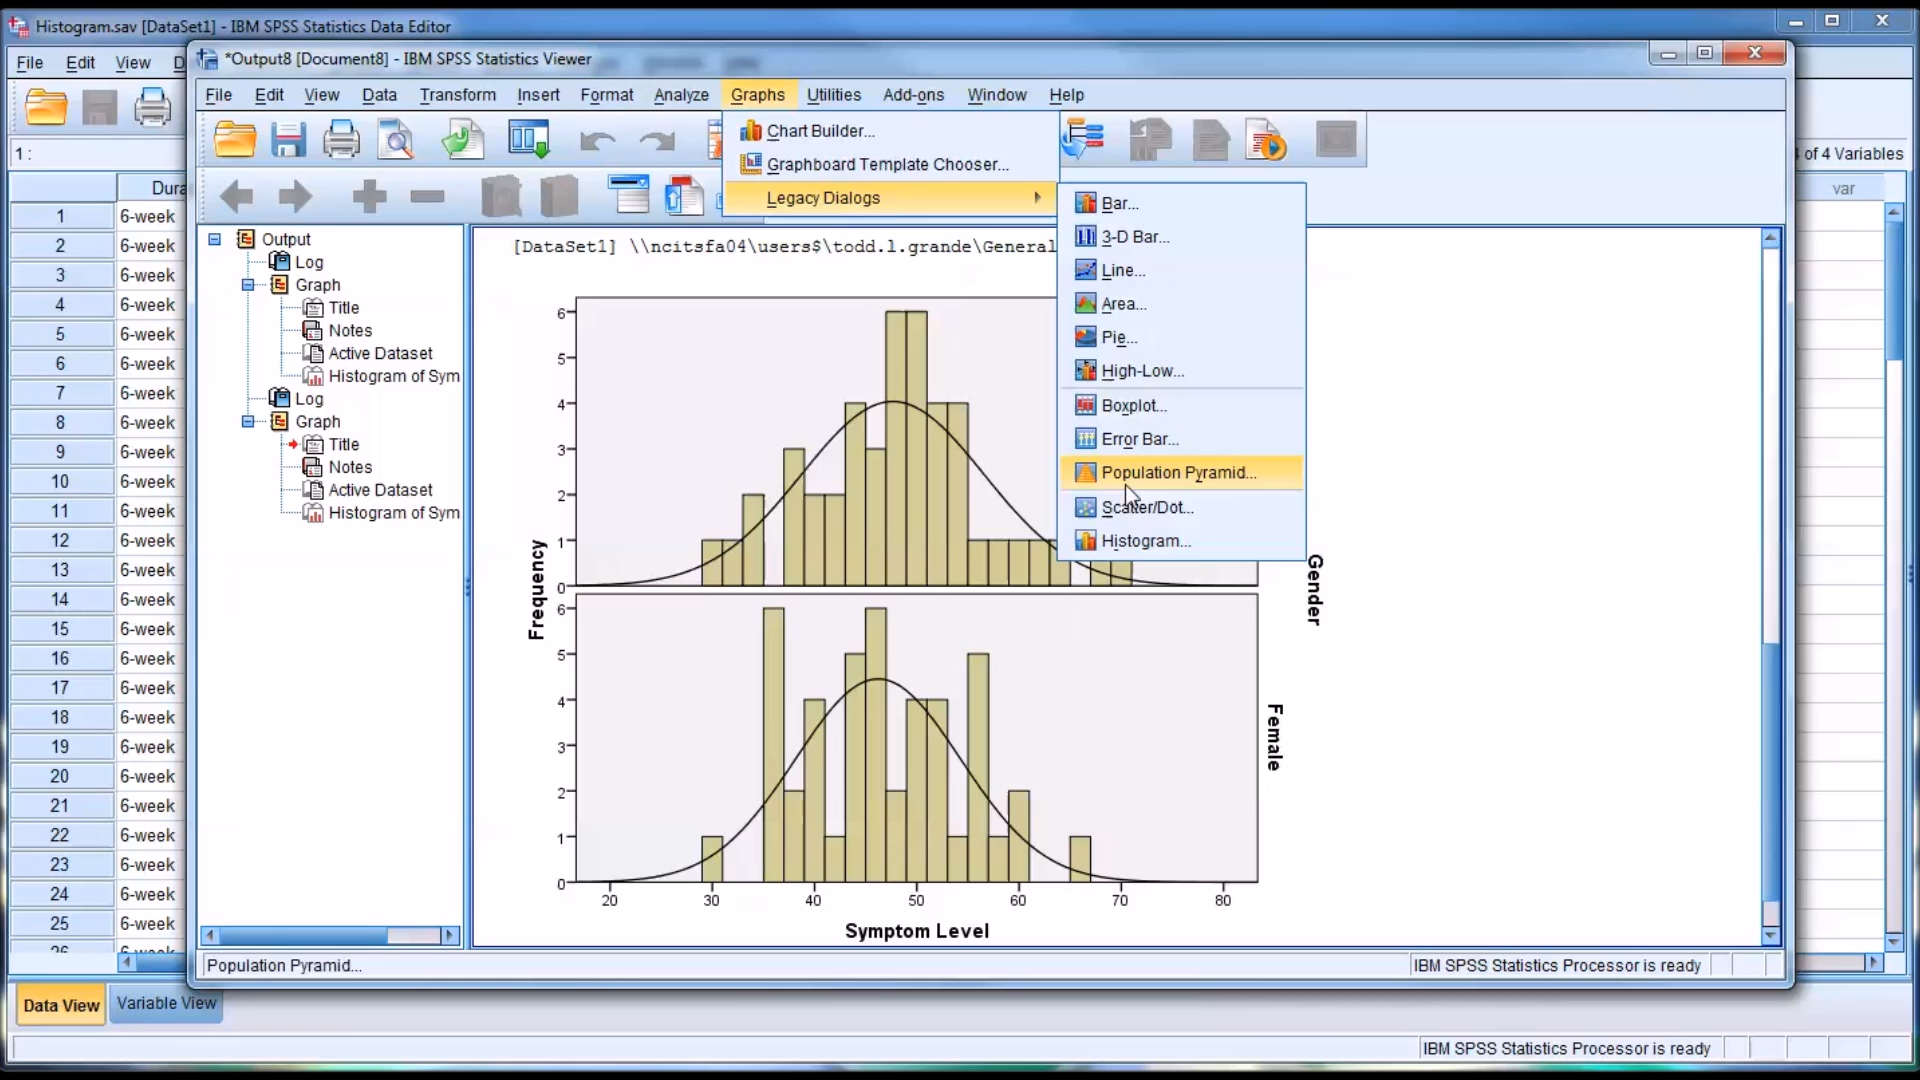 Histogram.sav [DataSet1] - IBM SPSS Statistics Data Editor
File Edit View D
*Output8 [Document8] - IBM SPSS Statistics Viewer
File Edit View Data Transform Insert Format Analyze Graphs Utilities Add-ons Window Help
Chart Builder...
Graphboard Template Chooser...
Legacy Dialogs
Bar...
3-D Bar...
Line...
Area...
Pie...
High-Low...
Boxplot...
Error Bar...
Population Pyramid...
Scatter/Dot...
Histogram...
1 :
of 4 Variables
Dura
var
1 6-week
2 6-week
3 6-week
4 6-week
5 6-week
6 6-week
7 6-week
8 6-week
9 6-week
10 6-week
11 6-week
12 6-week
13 6-week
14 6-week
15 6-week
16 6-week
17 6-week
18 6-week
19 6-week
20 6-week
21 6-week
22 6-week
23 6-week
24 6-week
25 6-week
Output
Log
Graph
Title
Notes
Active Dataset
Histogram of Sym
Log
Graph
Title
Notes
Active Dataset
Histogram of Sym
[DataSet1] \\ncitsfa04\users$\todd.l.grande\General
6
5
4
3
2
1
0
6
5
4
3
2
1
0
Frequency
Gender
Female
20 30 40 50 60 70 80
Symptom Level
Population Pyramid...
IBM SPSS Statistics Processor is ready
Data View Variable View
IBM SPSS Statistics Processor is ready